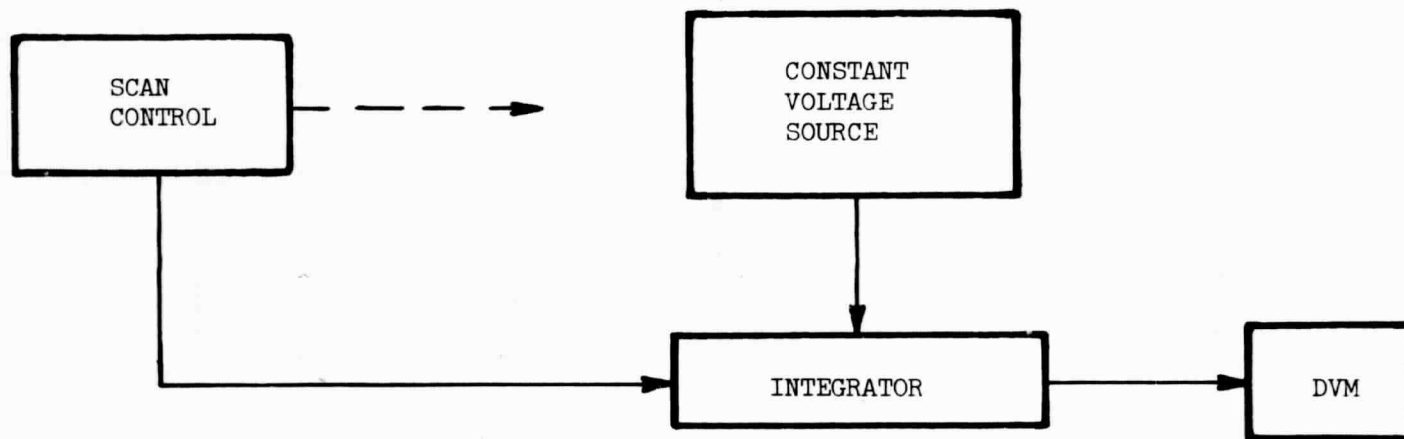 SCAN
CONTROL
CONSTANT
VOLTAGE
SOURCE
INTEGRATOR
DVM